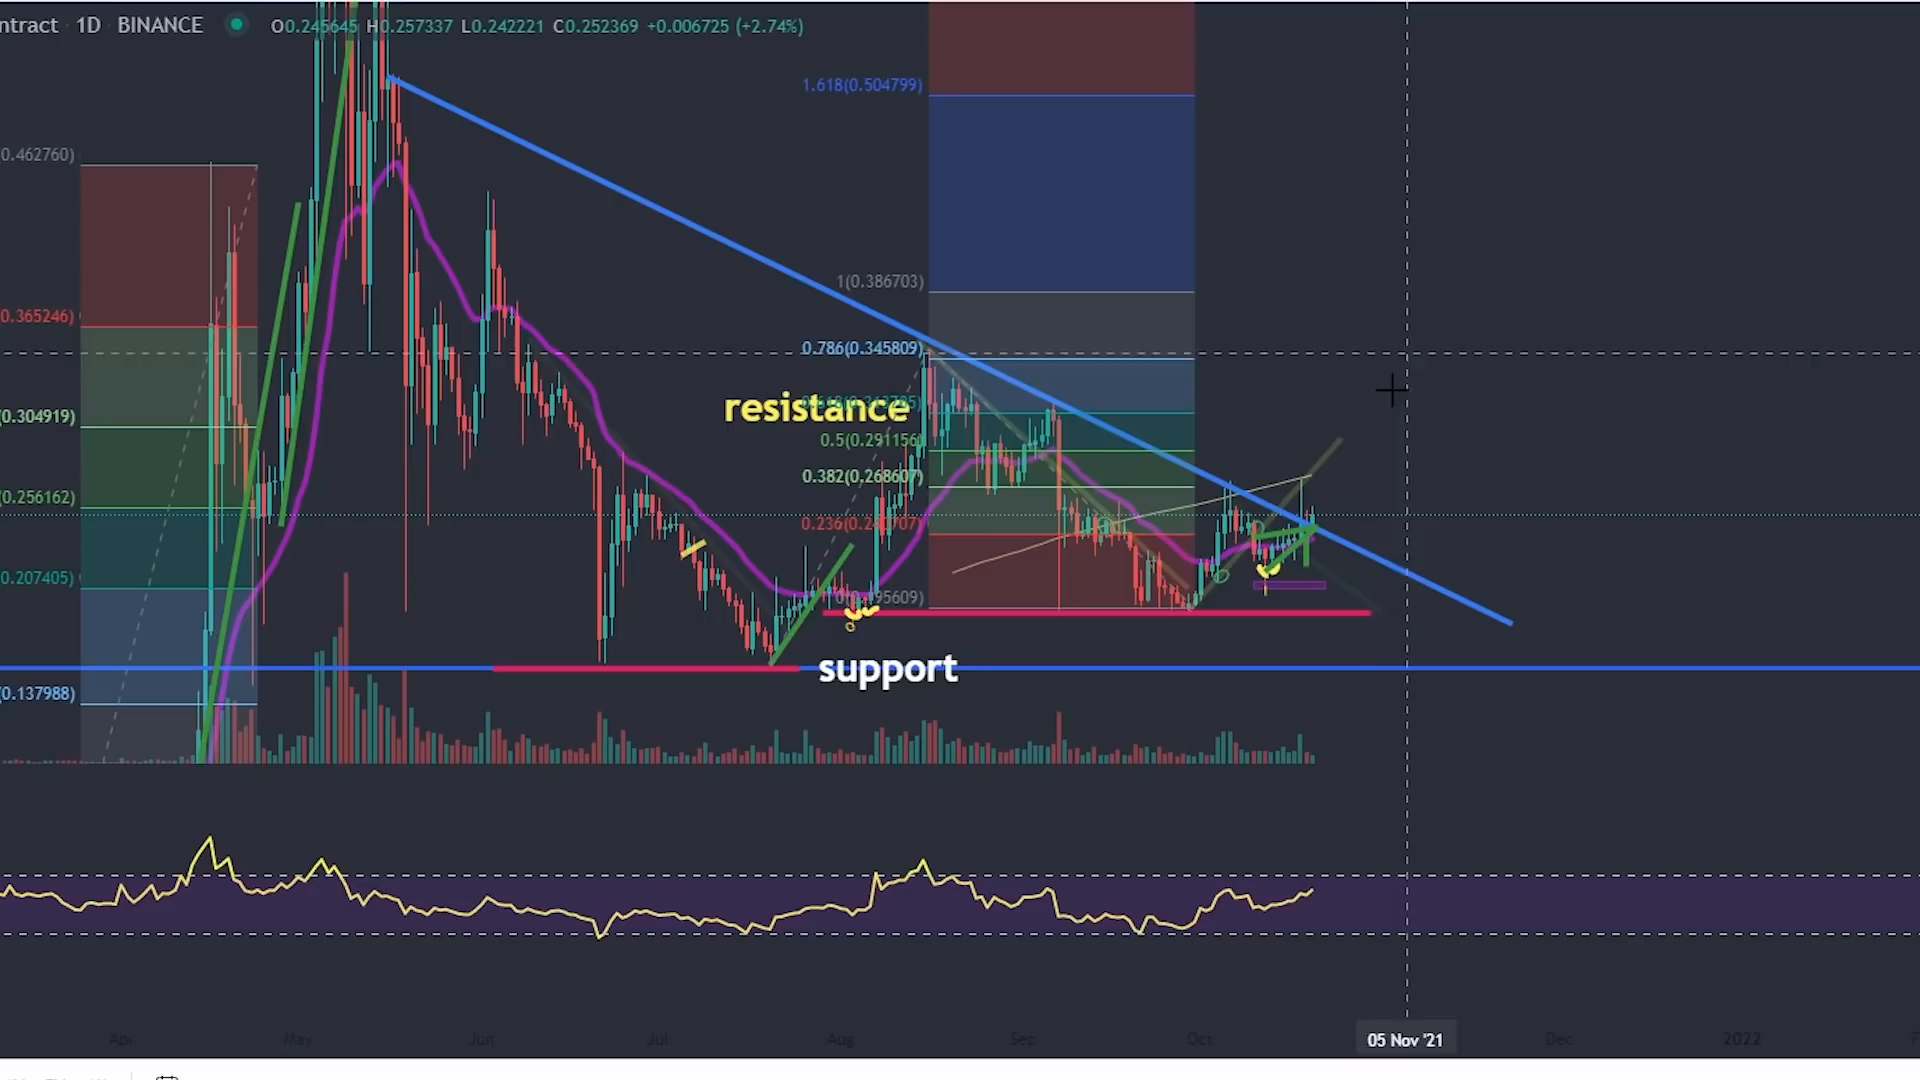 ntract · 1D · BINANCE O0.245645 H0.257337 L0.242221 C0.252369 +0.006725 (+2.74%)
1.618(0.504799)
0.462760)
1(0.386703)
0.365246)
0.786(0.345809)
resistance
(0.304919)
0.5(0.291156)
0.382(0.268607)
(0.256162)
0.207405)
support
(0.137988)
Apr May Jun Jul Aug Sep Oct 05 Nov '21 Dec 2022